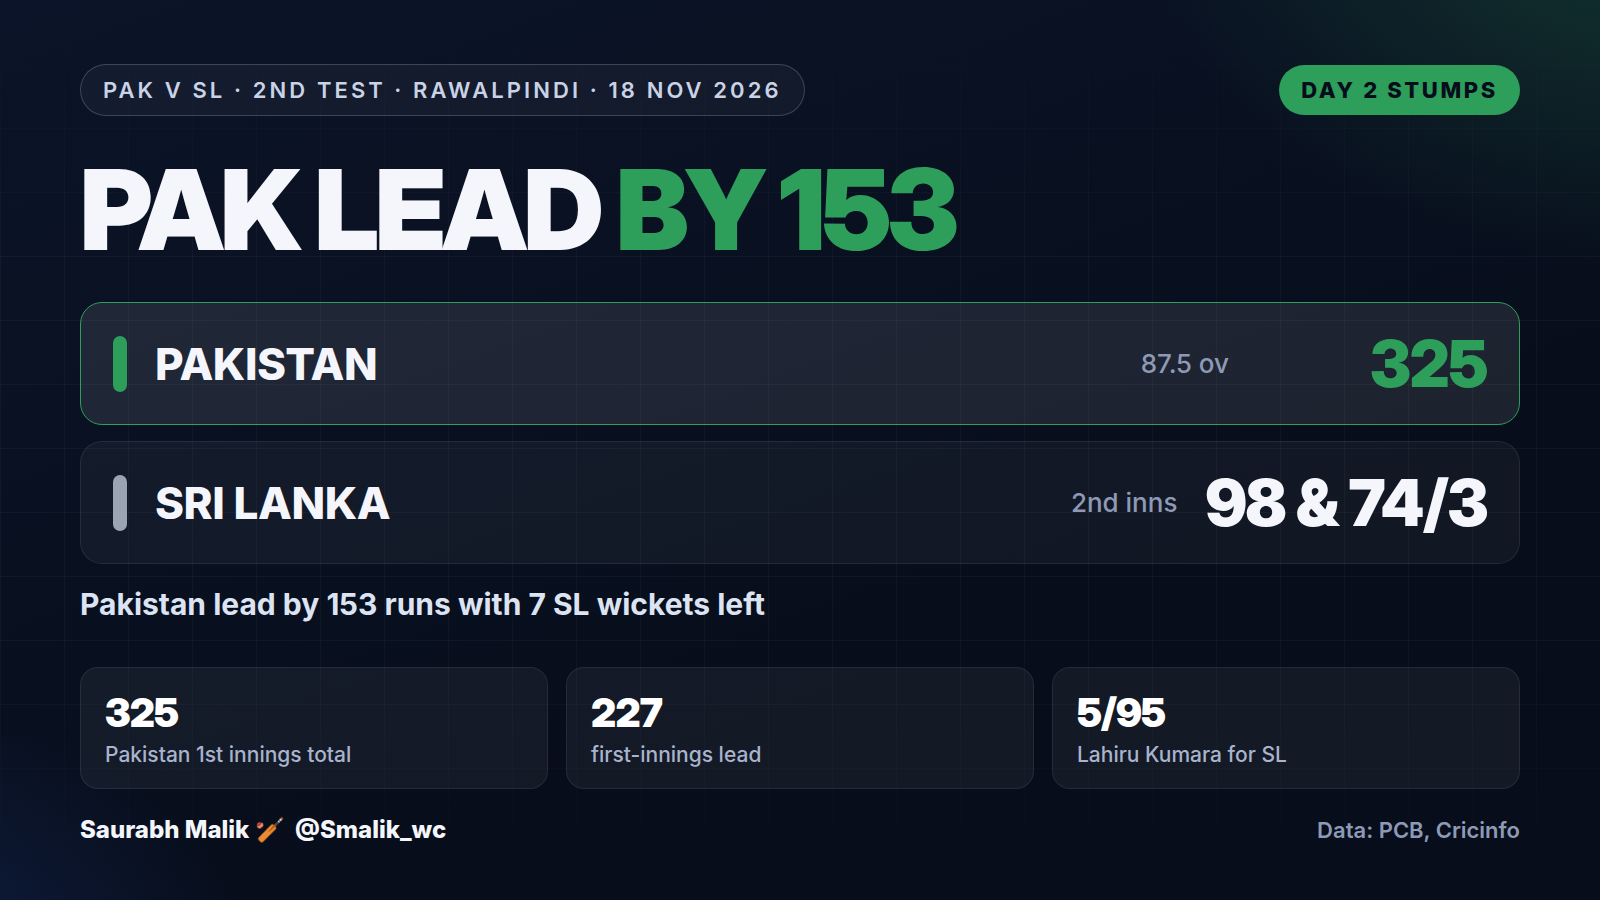 PAK V SL · 2ND TEST · RAWALPINDI · 18 NOV 2026
DAY 2 STUMPS
PAK LEAD BY 153
PAKISTAN 87.5 ov 325
SRI LANKA 2nd inns 98 & 74/3
Pakistan lead by 153 runs with 7 SL wickets left
325
Pakistan 1st innings total
227
first-innings lead
5/95
Lahiru Kumara for SL
Saurabh Malik 🏏 @Smalik_wc
Data: PCB, Cricinfo